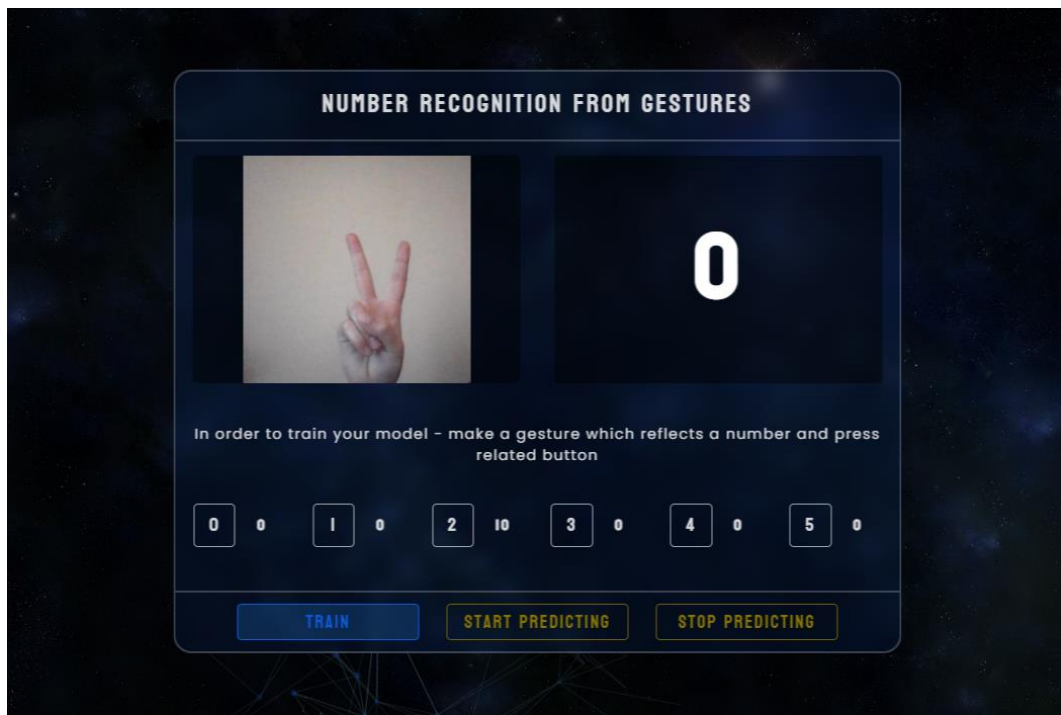 NUMBER RECOGNITION FROM GESTURES
0
In order to train your model - make a gesture which reflects a number and press
related button
0 0 1 0 2 10 3 0 4 0 5 0
TRAIN START PREDICTING STOP PREDICTING